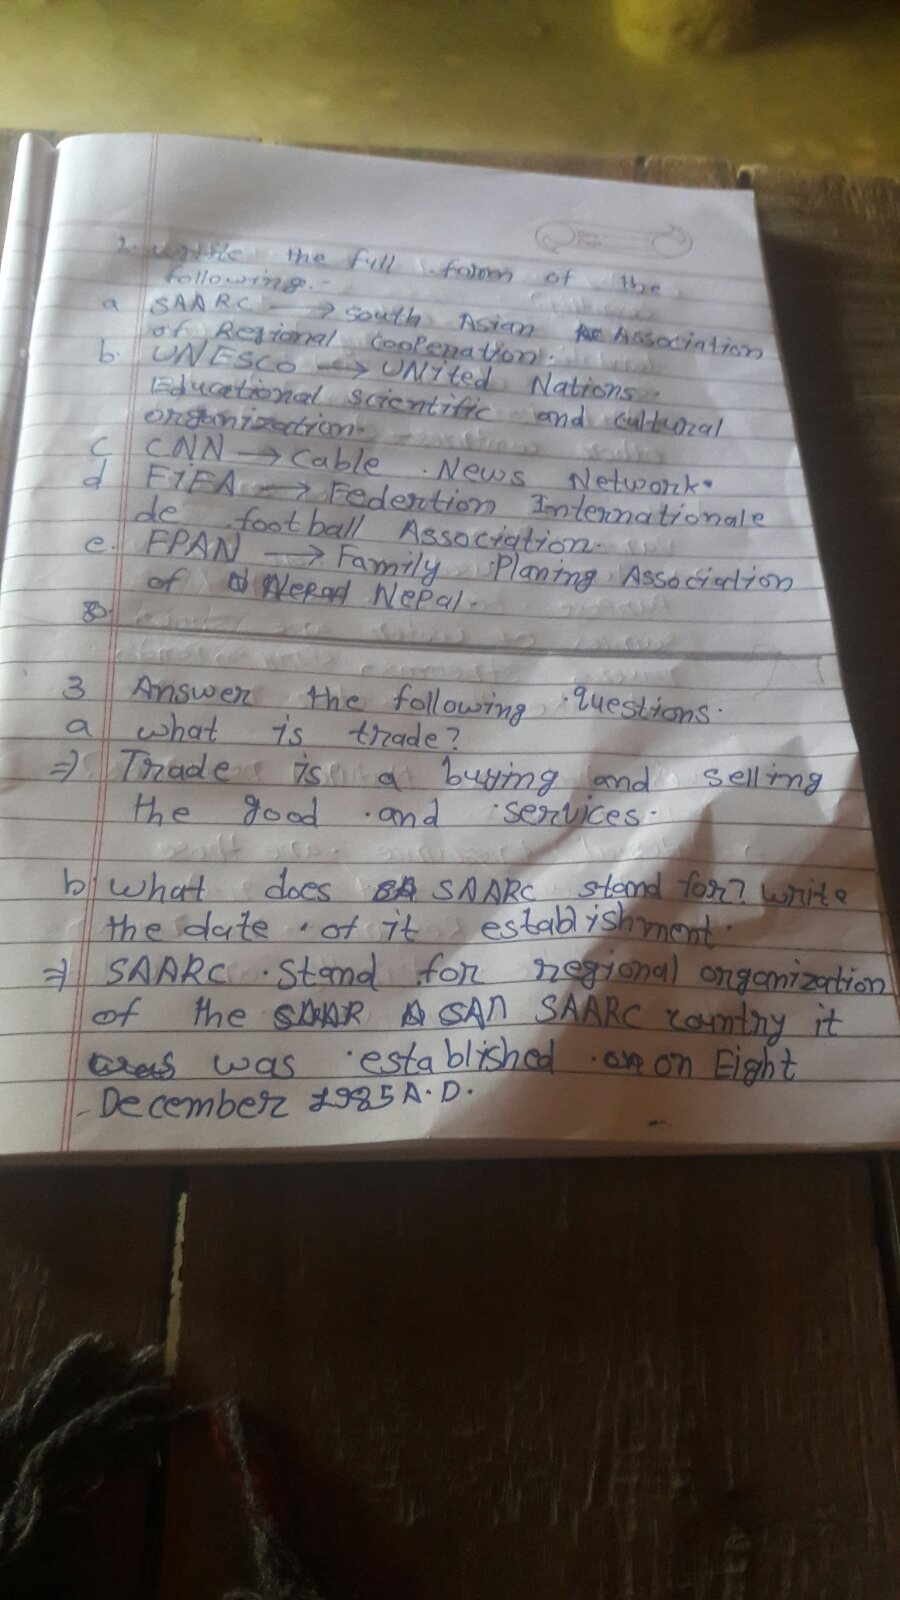 2. write the full form of the
following.
a SAARC → south Asian Association
of Regional cooperation.
b. UNESCO → UNited Nations
Educational scientific and cultural
organization.
c CNN → cable News Network.
d FIFA → Federtion Internationale
de football Association.
e. FPAN → Family Planing Association
of Nepal.
3 Answer the following questions.
a what is trade?
⇒ Trade is a buying and selling
the good and services.
b what does SAARC stand for? write
the date of it establishment.
⇒ SAARC stand for regional organization
of the SAARC country it
was established on Eight
December 1985 A.D.